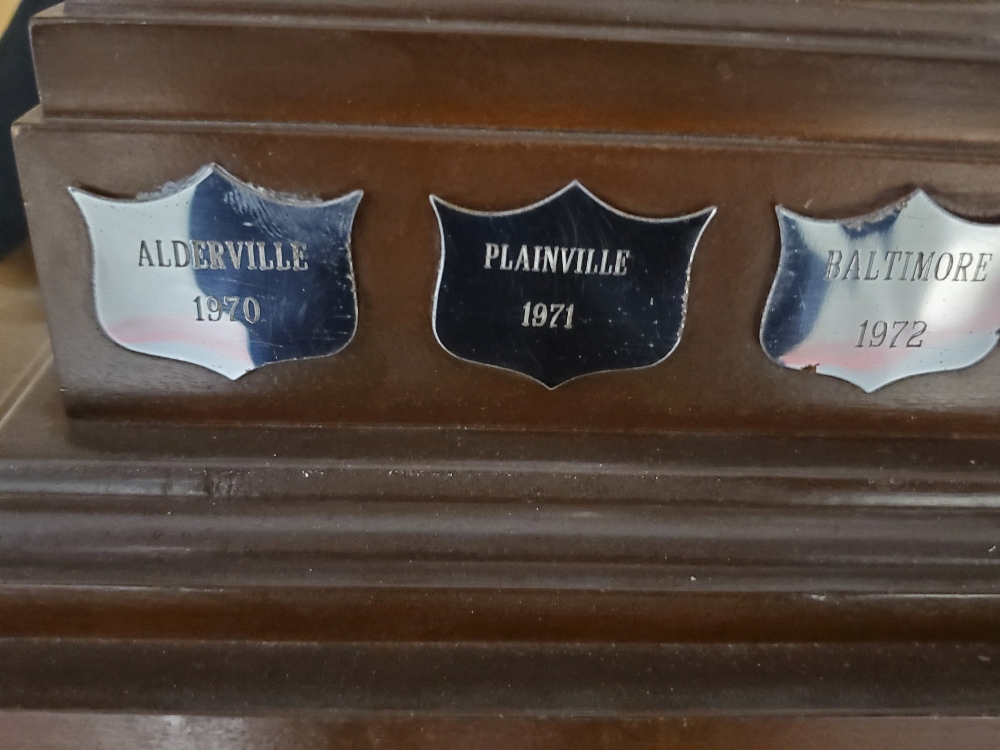 ALDERVILLE
1970
PLAINVILLE
1971
BALTIMORE
1972